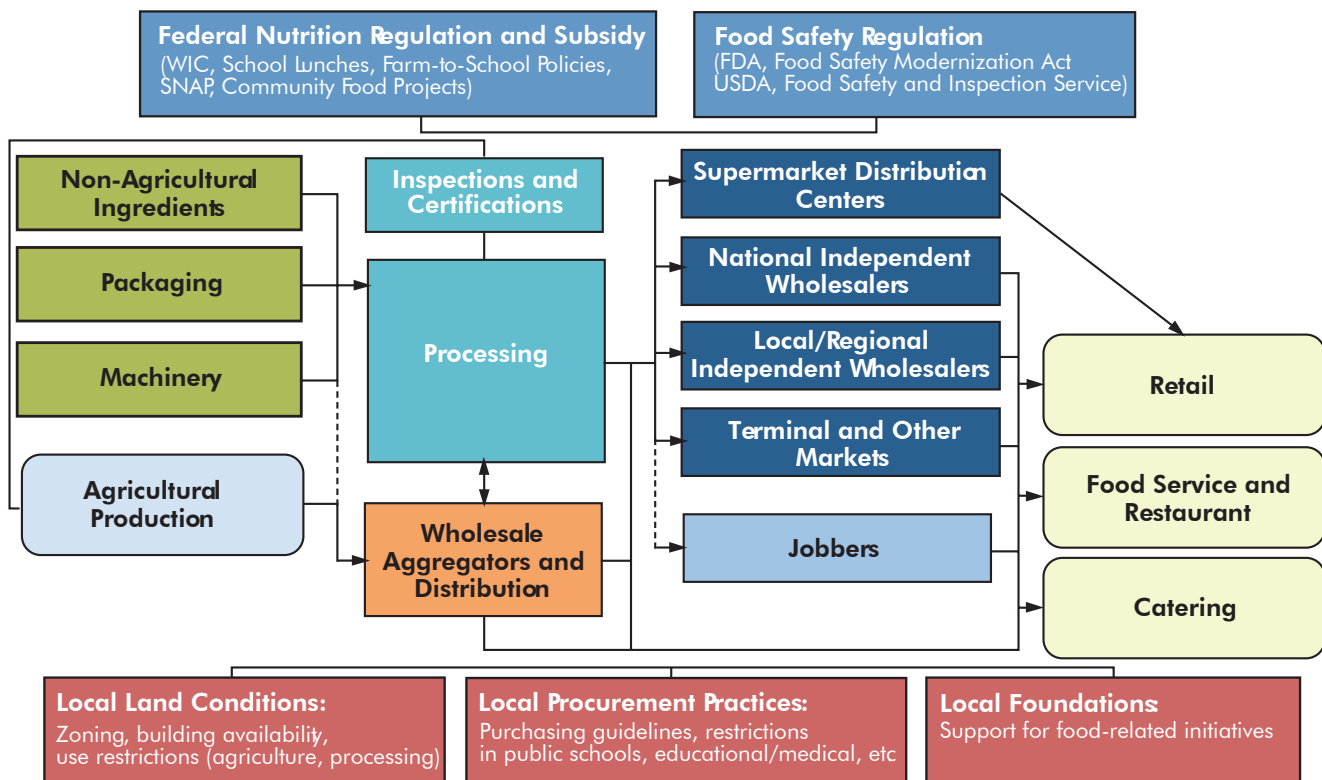 Federal Nutrition Regulation and Subsidy
(WIC, School Lunches, Farm-to-School Policies,
SNAP, Community Food Projects)
Food Safety Regulation
(FDA, Food Safety Modernization Act
USDA, Food Safety and Inspection Service)
Non-Agricultural
Ingredients
Packaging
Machinery
Agricultural
Production
Inspections and
Certifications
Processing
Wholesale
Aggregators and
Distribution
Supermarket Distribution
Centers
National Independent
Wholesalers
Local/Regional
Independent Wholesalers
Terminal and Other
Markets
Jobbers
Retail
Food Service and
Restaurant
Catering
Local Land Conditions:
Zoning, building availability,
use restrictions (agriculture, processing)
Local Procurement Practices:
Purchasing guidelines, restrictions
in public schools, educational/medical, etc
Local Foundations:
Support for food-related initiatives